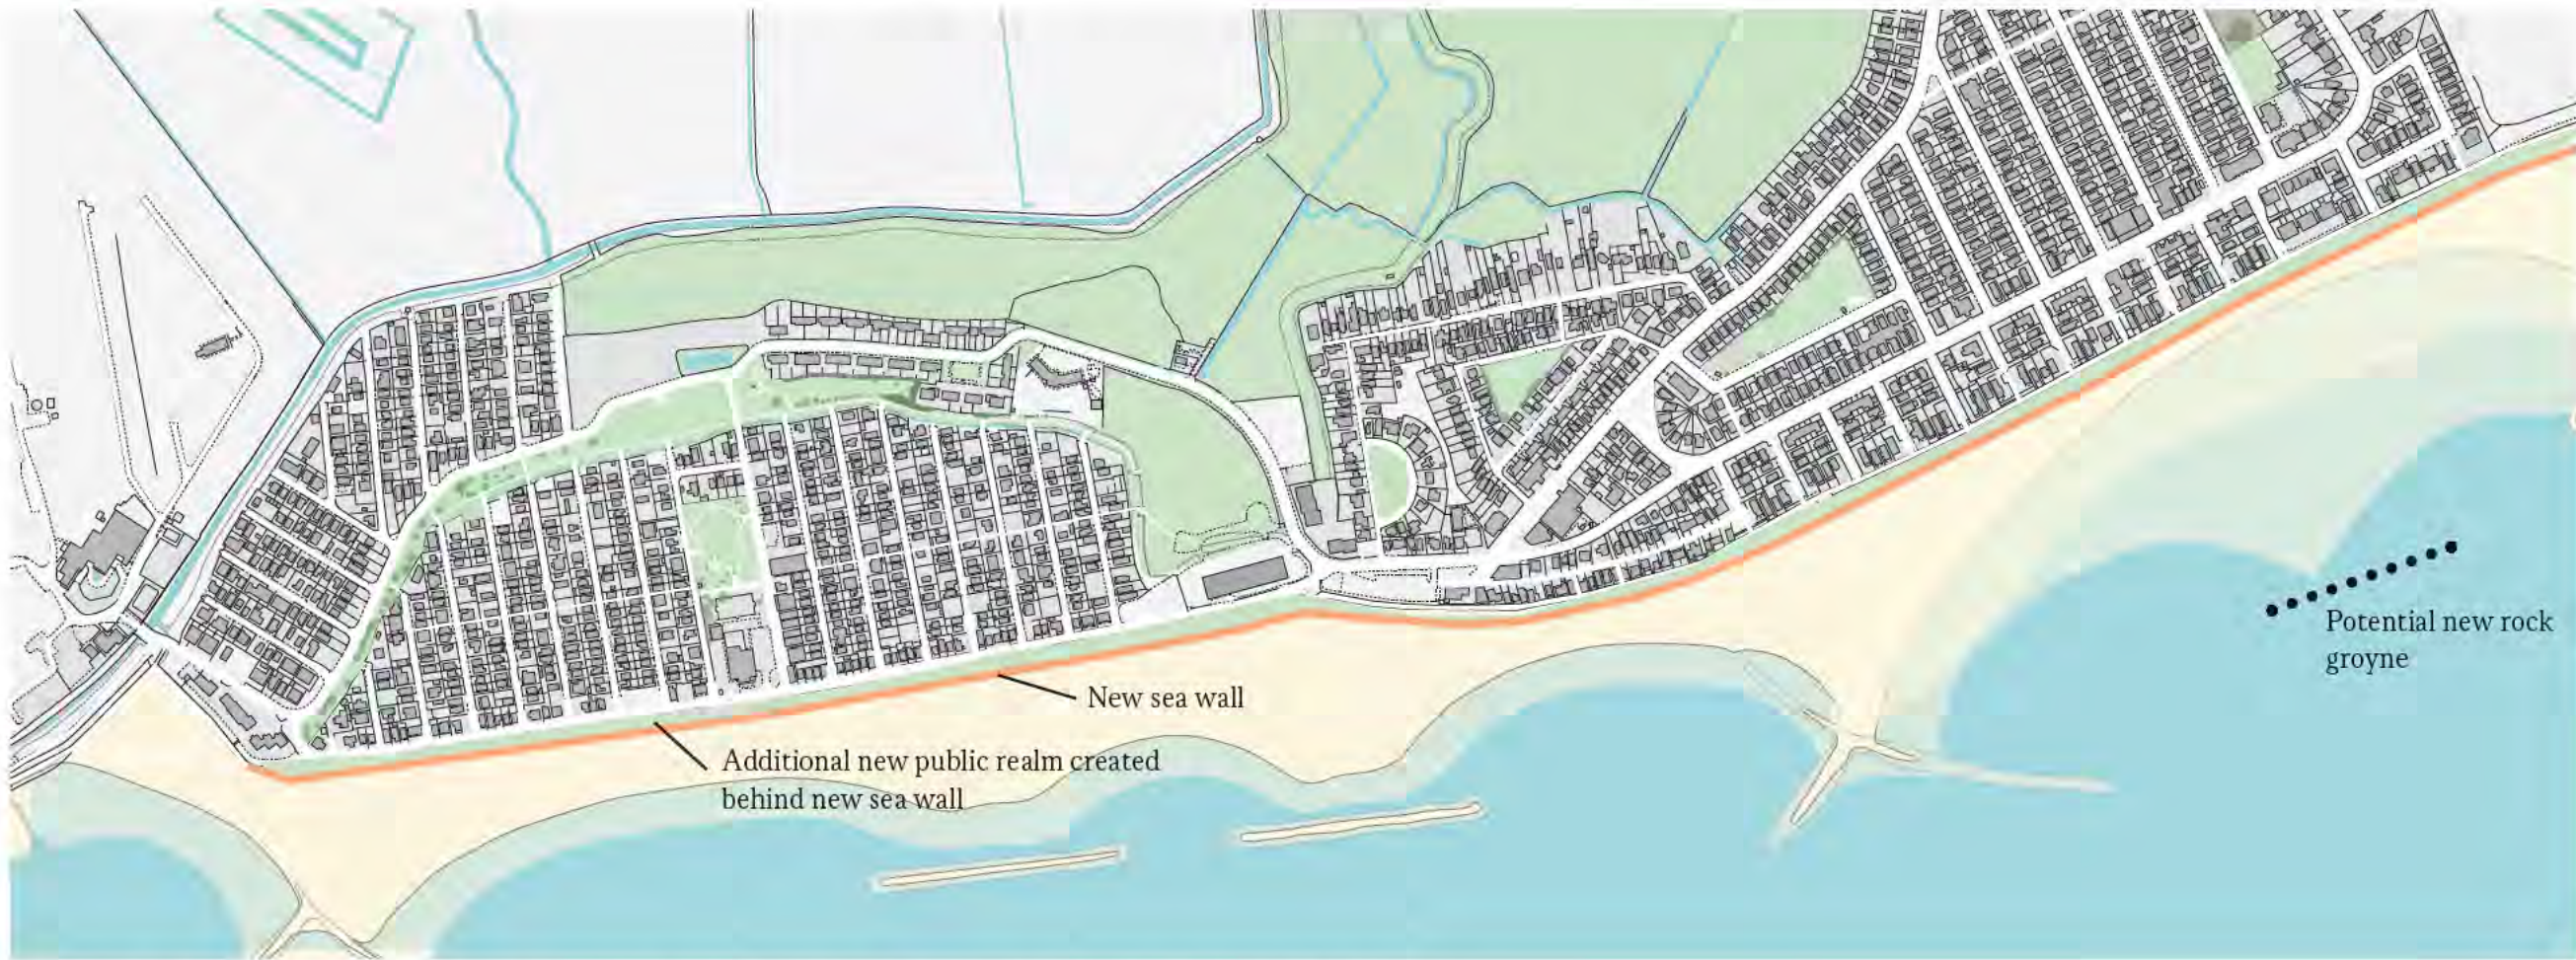 Potential new rock
groyne
New sea wall
Additional new public realm created
behind new sea wall